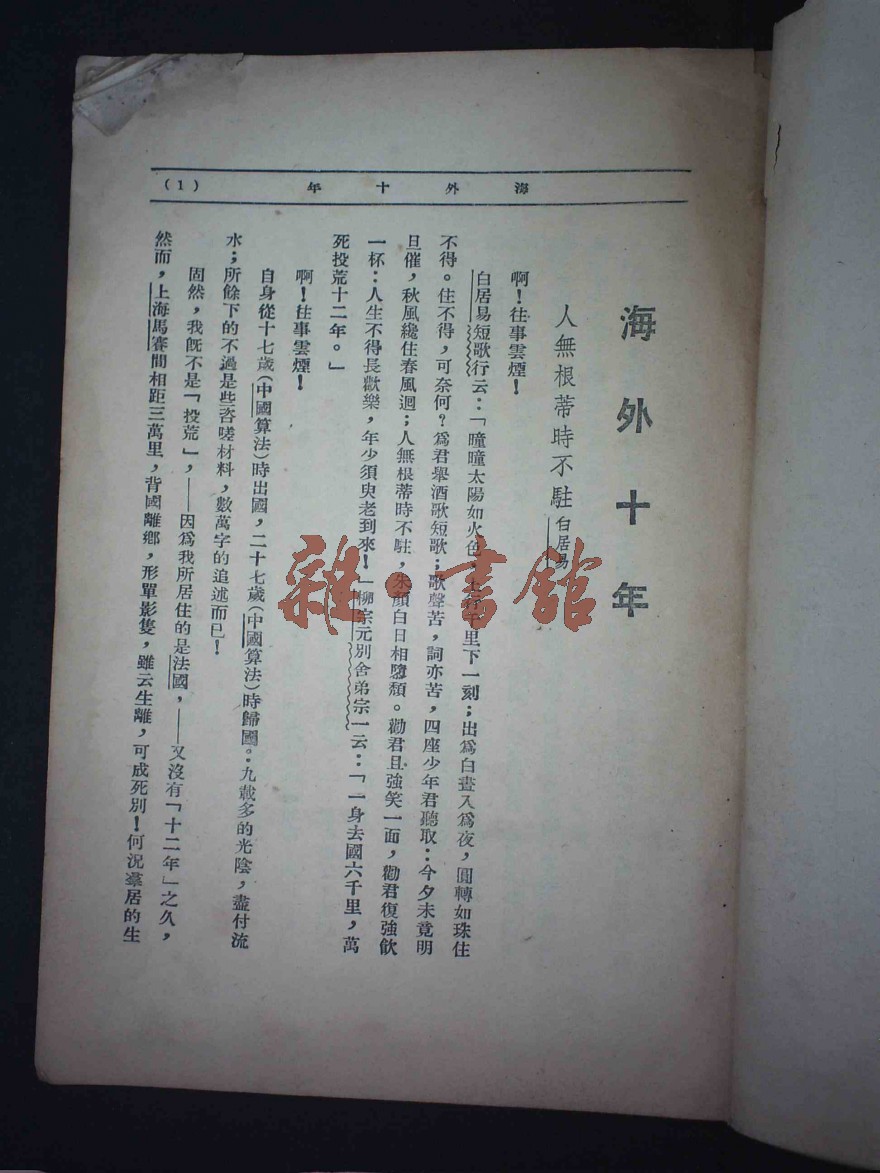 海外十年
(1)
海外十年
人無根蒂時不駐 白居易
啊！往事雲煙！
白居易短歌行云：「曈曈太陽如火色，上行千里下一刻；出爲白晝入爲夜，圓轉如珠住
不得。住不得，可奈何？爲君舉酒歌短歌；歌聲苦，詞亦苦，四座少年君聽取：今夕未竟明
旦催，秋風纔住春風迴；人無根蒂時不駐，朱顏白日相隳頹。勸君且強笑一面，勸君復強飲
一杯：人生不得長歡樂，年少須臾老到來！」柳宗元別舍弟宗一云：「一身去國六千里，萬
死投荒十二年。」
啊！往事雲煙！
自身從十七歲（中國算法）時出國，二十七歲（中國算法）時歸國。九載多的光陰，盡付流
水；所餘下的不過是些咨嗟材料，數萬字的追述而已！
固然，我旣不是「投荒」，——因爲我所居住的是法國，——又沒有「十二年」之久，
然而，上海馬賽間相距三萬里，背國離鄉，形單影隻，雖云生離，可成死別！何況羣居的生
雜·書館